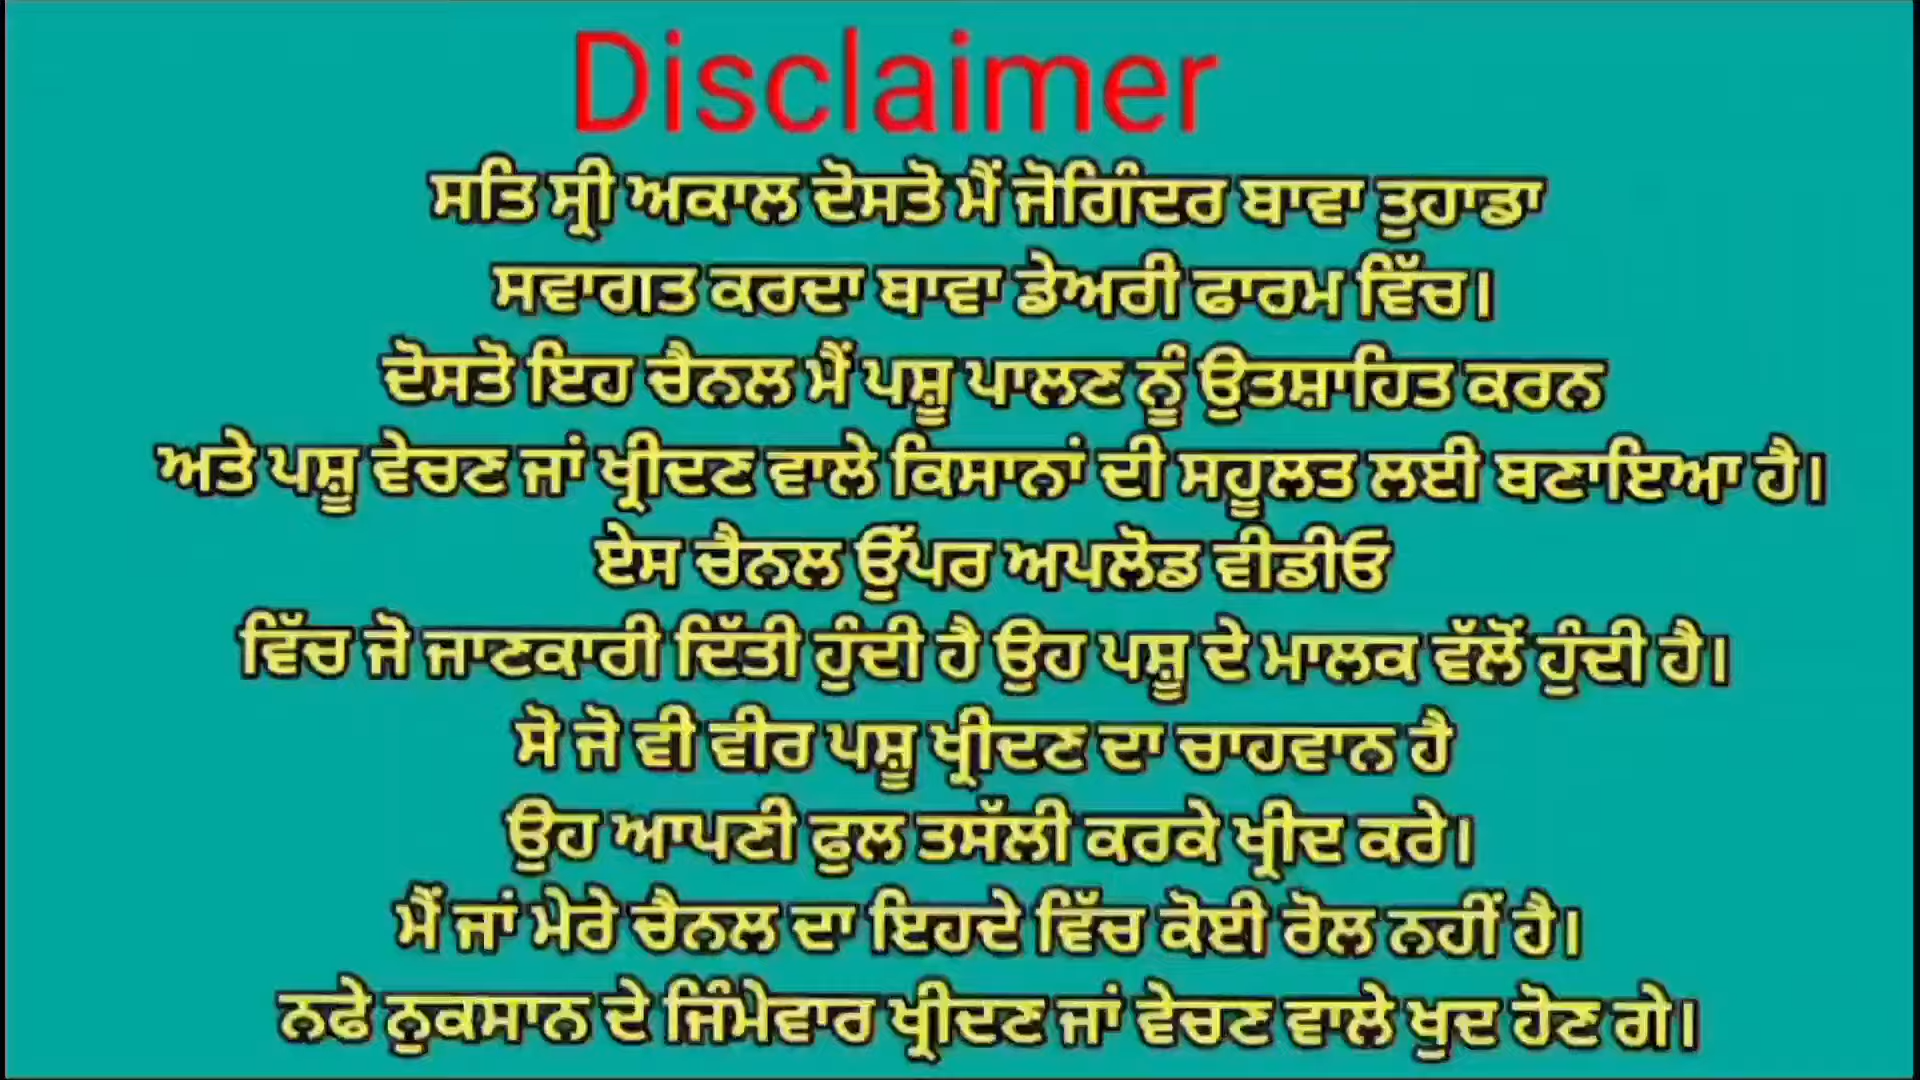 Disclaimer
ਸਤਿ ਸ੍ਰੀ ਅਕਾਲ ਦੋਸਤੋ ਮੈਂ ਜੋਗਿੰਦਰ ਬਾਵਾ ਤੁਹਾਡਾ
ਸਵਾਗਤ ਕਰਦਾ ਬਾਵਾ ਡੇਅਰੀ ਫਾਰਮ ਵਿੱਚ।
ਦੋਸਤੋ ਇਹ ਚੈਨਲ ਮੈਂ ਪਸ਼ੂ ਪਾਲਣ ਨੂੰ ਉਤਸ਼ਾਹਿਤ ਕਰਨ
ਅਤੇ ਪਸ਼ੂ ਵੇਚਣ ਜਾਂ ਖ੍ਰੀਦਣ ਵਾਲੇ ਕਿਸਾਨਾਂ ਦੀ ਸਹੂਲਤ ਲਈ ਬਣਾਇਆ ਹੈ।
ਏਸ ਚੈਨਲ ਉੱਪਰ ਅਪਲੋਡ ਵੀਡੀਓ
ਵਿੱਚ ਜੋ ਜਾਣਕਾਰੀ ਦਿੱਤੀ ਹੁੰਦੀ ਹੈ ਉਹ ਪਸ਼ੂ ਦੇ ਮਾਲਕ ਵੱਲੋਂ ਹੁੰਦੀ ਹੈ।
ਸੋ ਜੋ ਵੀ ਵੀਰ ਪਸ਼ੂ ਖ੍ਰੀਦਣ ਦਾ ਚਾਹਵਾਨ ਹੈ
ਉਹ ਆਪਣੀ ਫੁਲ ਤਸੱਲੀ ਕਰਕੇ ਖ੍ਰੀਦ ਕਰੇ।
ਮੈਂ ਜਾਂ ਮੇਰੇ ਚੈਨਲ ਦਾ ਇਹਦੇ ਵਿੱਚ ਕੋਈ ਰੋਲ ਨਹੀਂ ਹੈ।
ਨਫੇ ਨੁਕਸਾਨ ਦੇ ਜਿੰਮੇਵਾਰ ਖ੍ਰੀਦਣ ਜਾਂ ਵੇਚਣ ਵਾਲੇ ਖੁਦ ਹੋਣ ਗੇ।